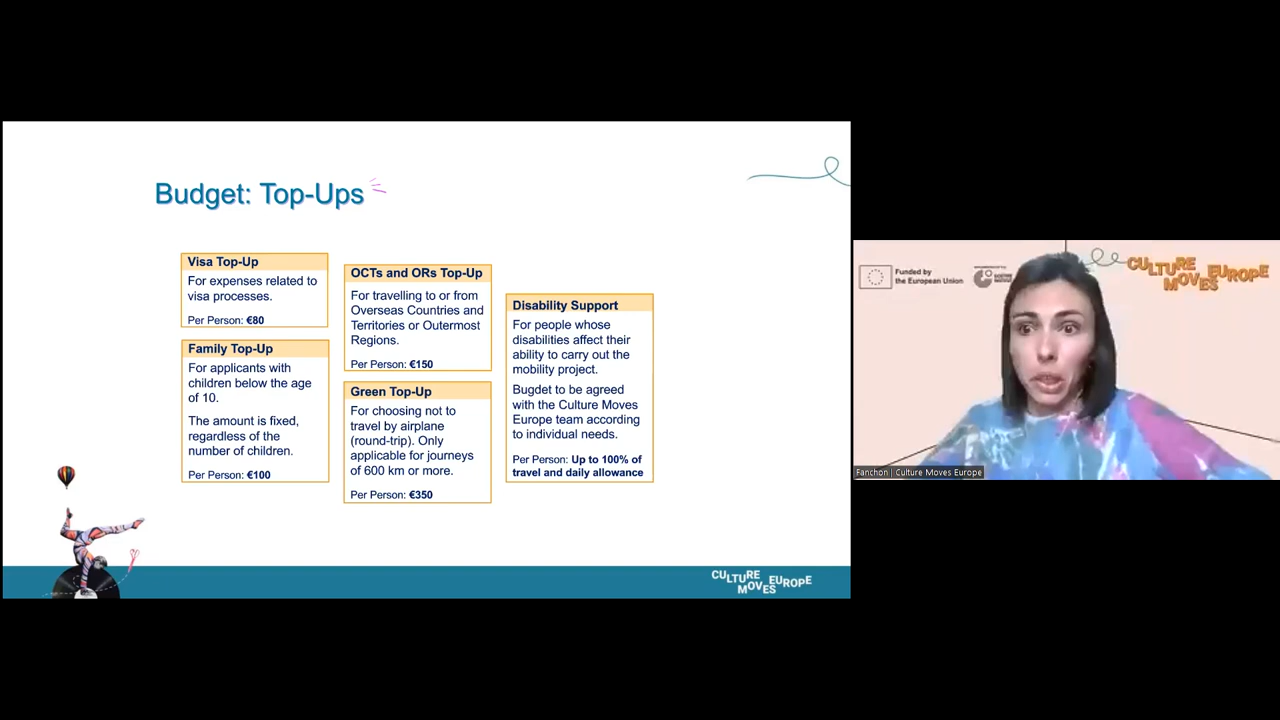 Budget: Top-Ups
Visa Top-Up
For expenses related to
visa processes.
Per Person: €80
Family Top-Up
For applicants with
children below the age
of 10.
The amount is fixed,
regardless of the
number of children.
Per Person: €100
OCTs and ORs Top-Up
For travelling to or from
Overseas Countries and
Territories or Outermost
Regions.
Per Person: €150
Green Top-Up
For choosing not to
travel by airplane
(round-trip). Only
applicable for journeys
of 600 km or more.
Per Person: €350
Disability Support
For people whose
disabilities affect their
ability to carry out the
mobility project.
Bugdet to be agreed
with the Culture Moves
Europe team according
to individual needs.
Per Person: Up to 100% of
travel and daily allowance
CULTURE
MOVES EUROPE
Funded by
the European Union
CULTURE
MOVES EUROPE
Fanchon | Culture Moves Europe